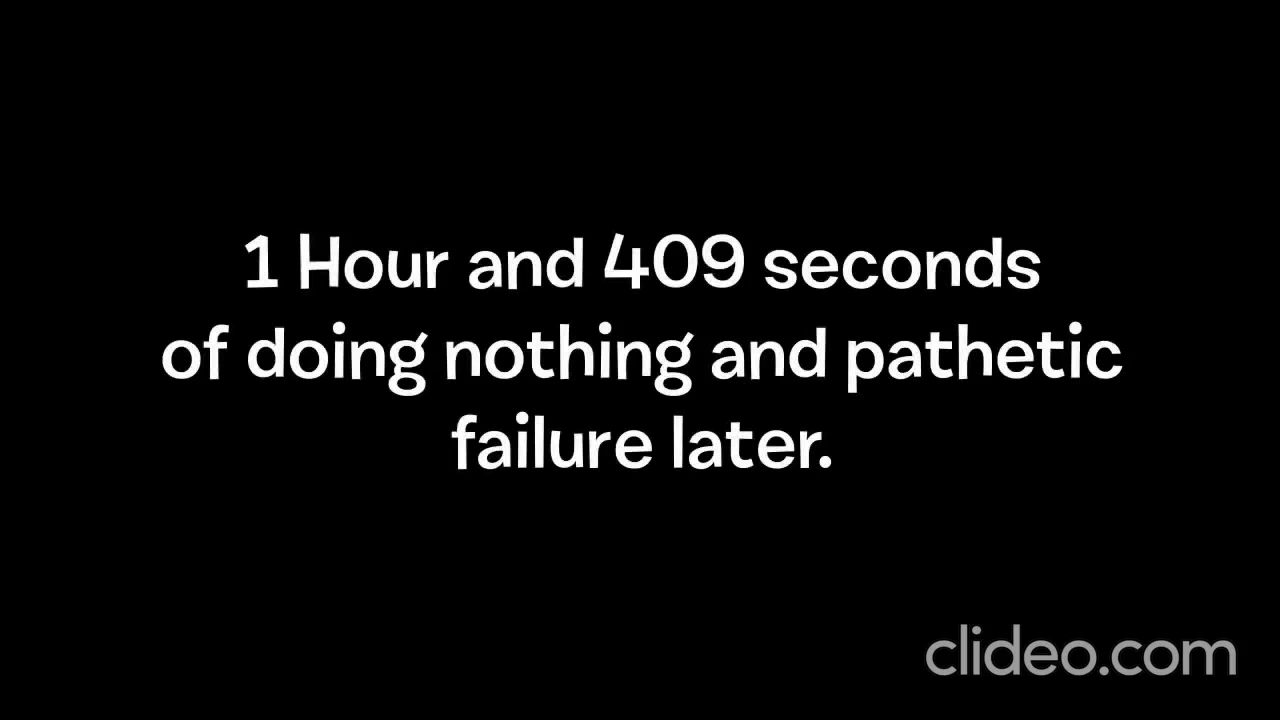 1 Hour and 409 seconds
of doing nothing and pathetic
failure later.
clideo.com